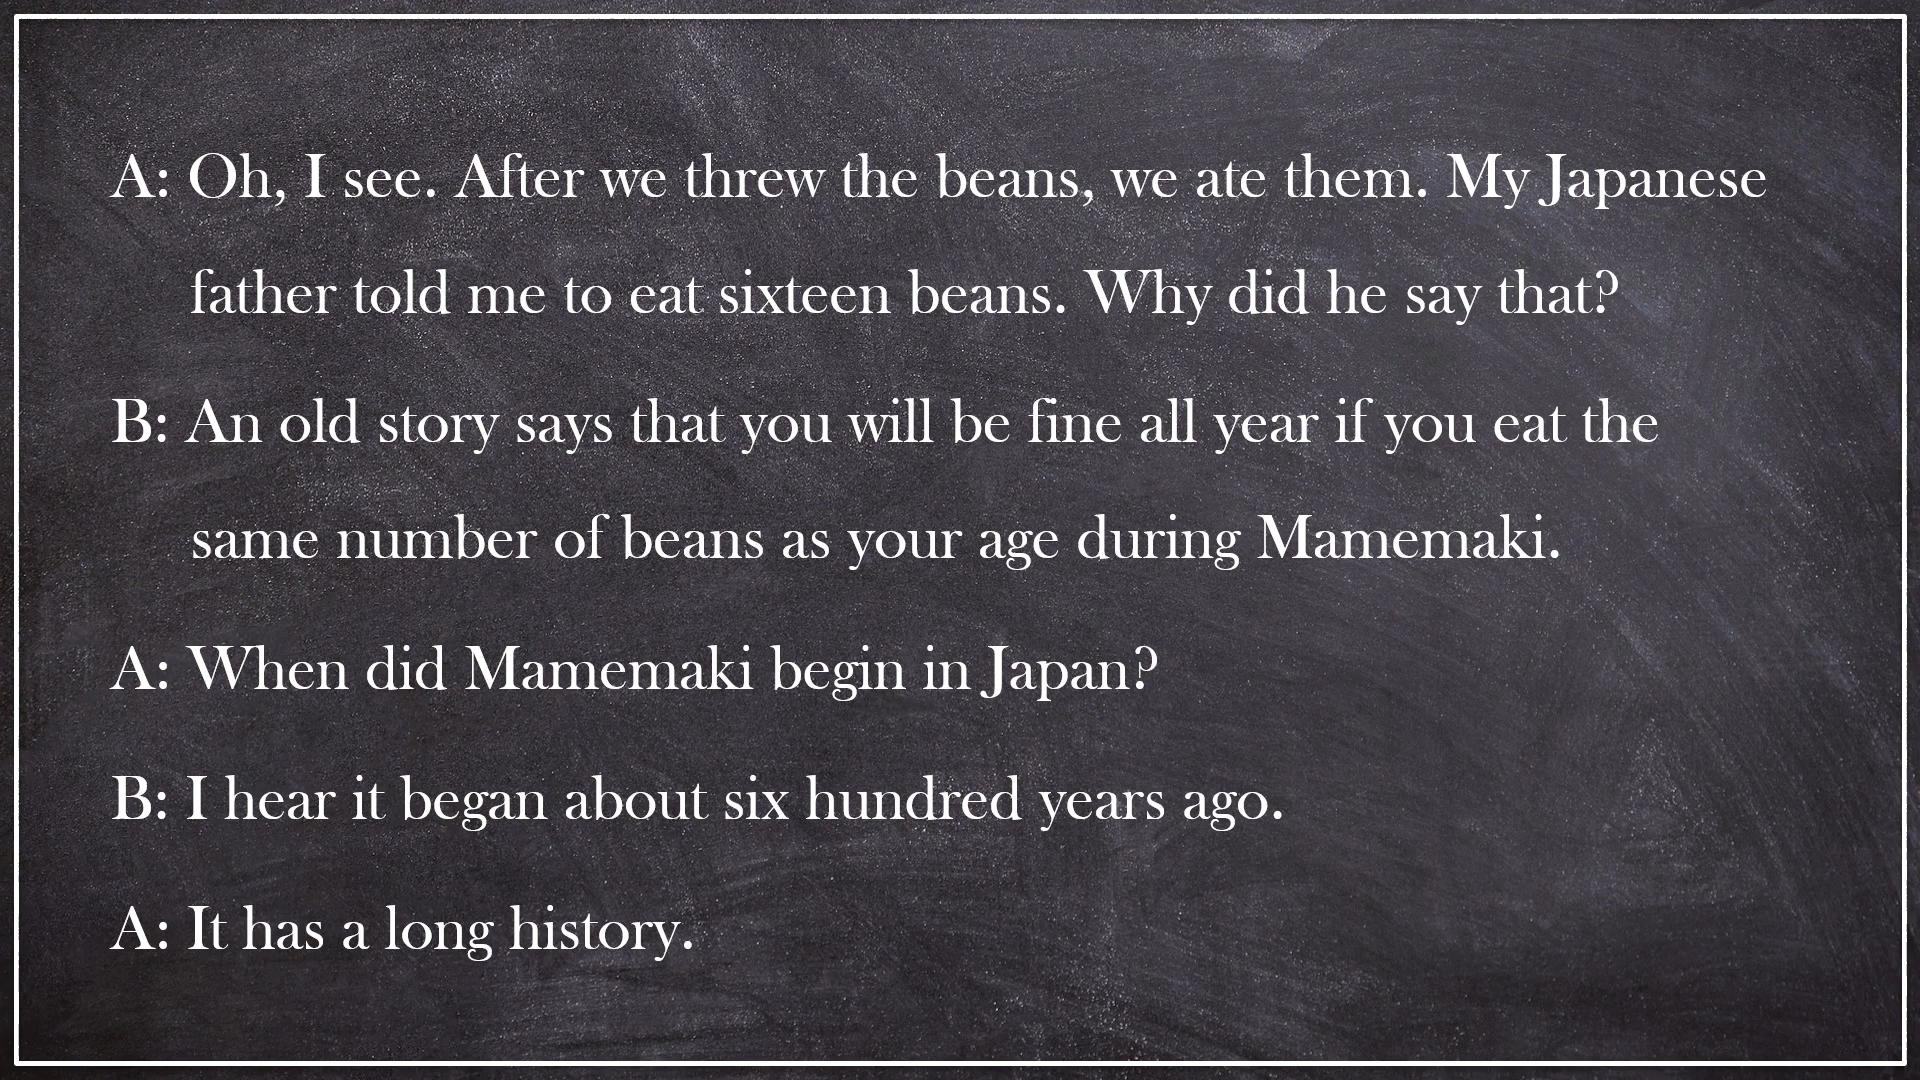 A: Oh, I see. After we threw the beans, we ate them. My Japanese
father told me to eat sixteen beans. Why did he say that?
B: An old story says that you will be fine all year if you eat the
same number of beans as your age during Mamemaki.
A: When did Mamemaki begin in Japan?
B: I hear it began about six hundred years ago.
A: It has a long history.